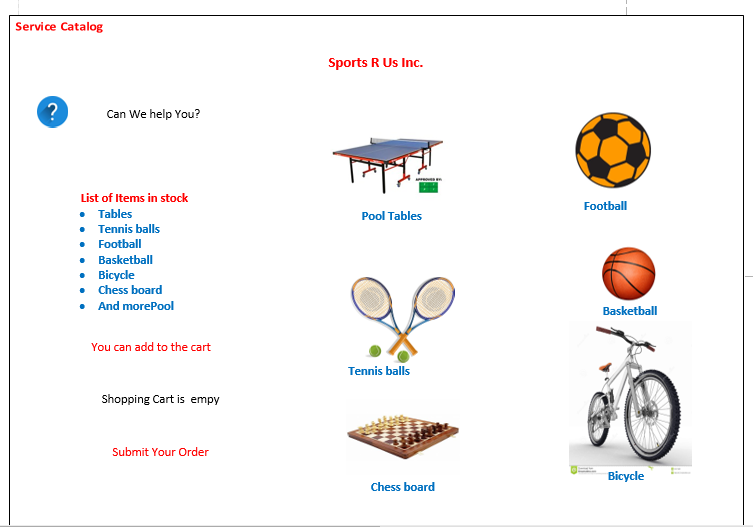 Service Catalog
Sports R Us Inc.
?
Can We help You?
List of Items in stock
Tables
Tennis balls
Football
Basketball
Bicycle
Chess board
And morePool
You can add to the cart
Shopping Cart is empy
Submit Your Order
APPROVED BY:
Pool Tables
Football
Basketball
Tennis balls
Chess board
Bicycle